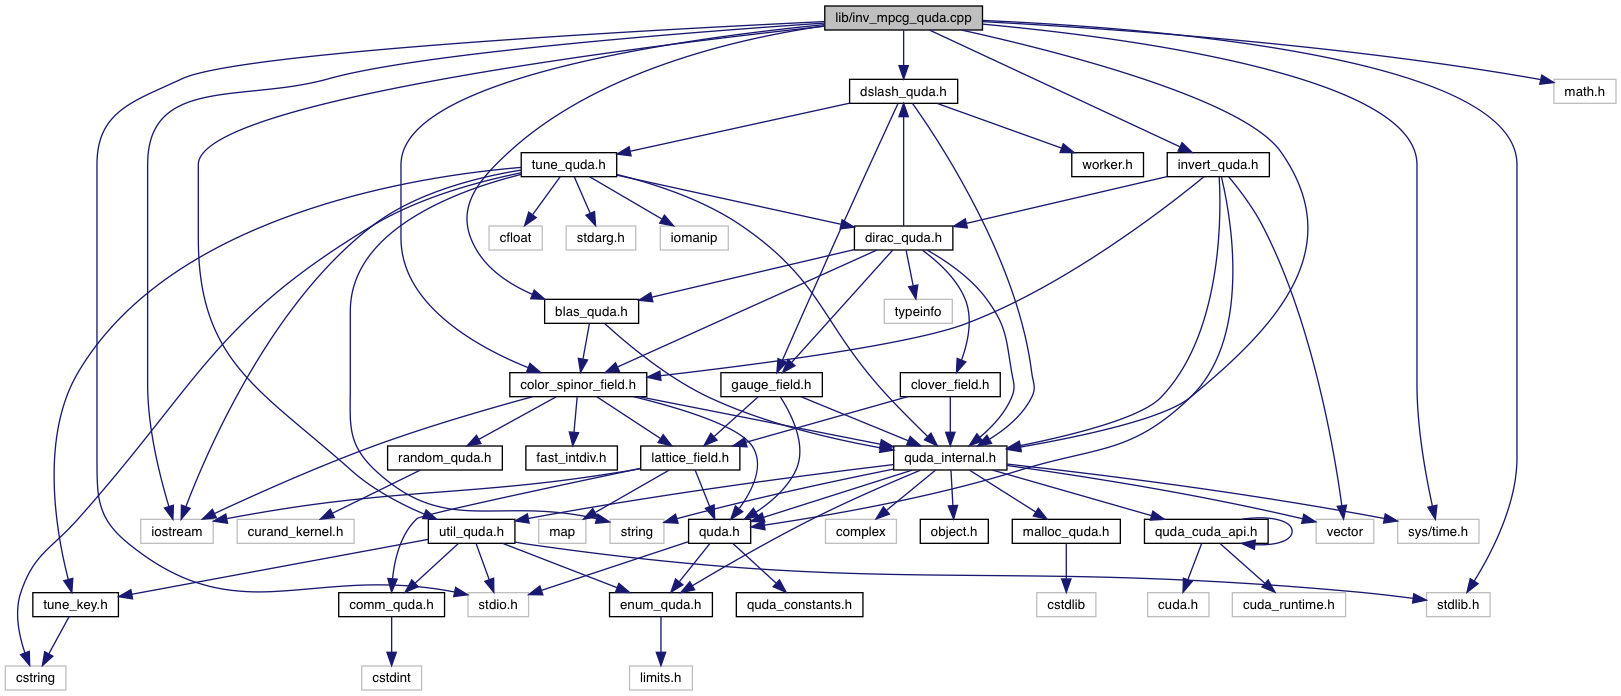 lib/inv_mpcg_quda.cpp
dslash_quda.h
math.h
tune_quda.h
worker.h
invert_quda.h
cfloat
stdarg.h
iomanip
dirac_quda.h
blas_quda.h
typeinfo
color_spinor_field.h
gauge_field.h
clover_field.h
random_quda.h
fast_intdiv.h
lattice_field.h
quda_internal.h
iostream
curand_kernel.h
util_quda.h
map
string
quda.h
complex
object.h
malloc_quda.h
quda_cuda_api.h
vector
sys/time.h
tune_key.h
comm_quda.h
stdio.h
enum_quda.h
quda_constants.h
cstdlib
cuda.h
cuda_runtime.h
stdlib.h
cstring
cstdint
limits.h